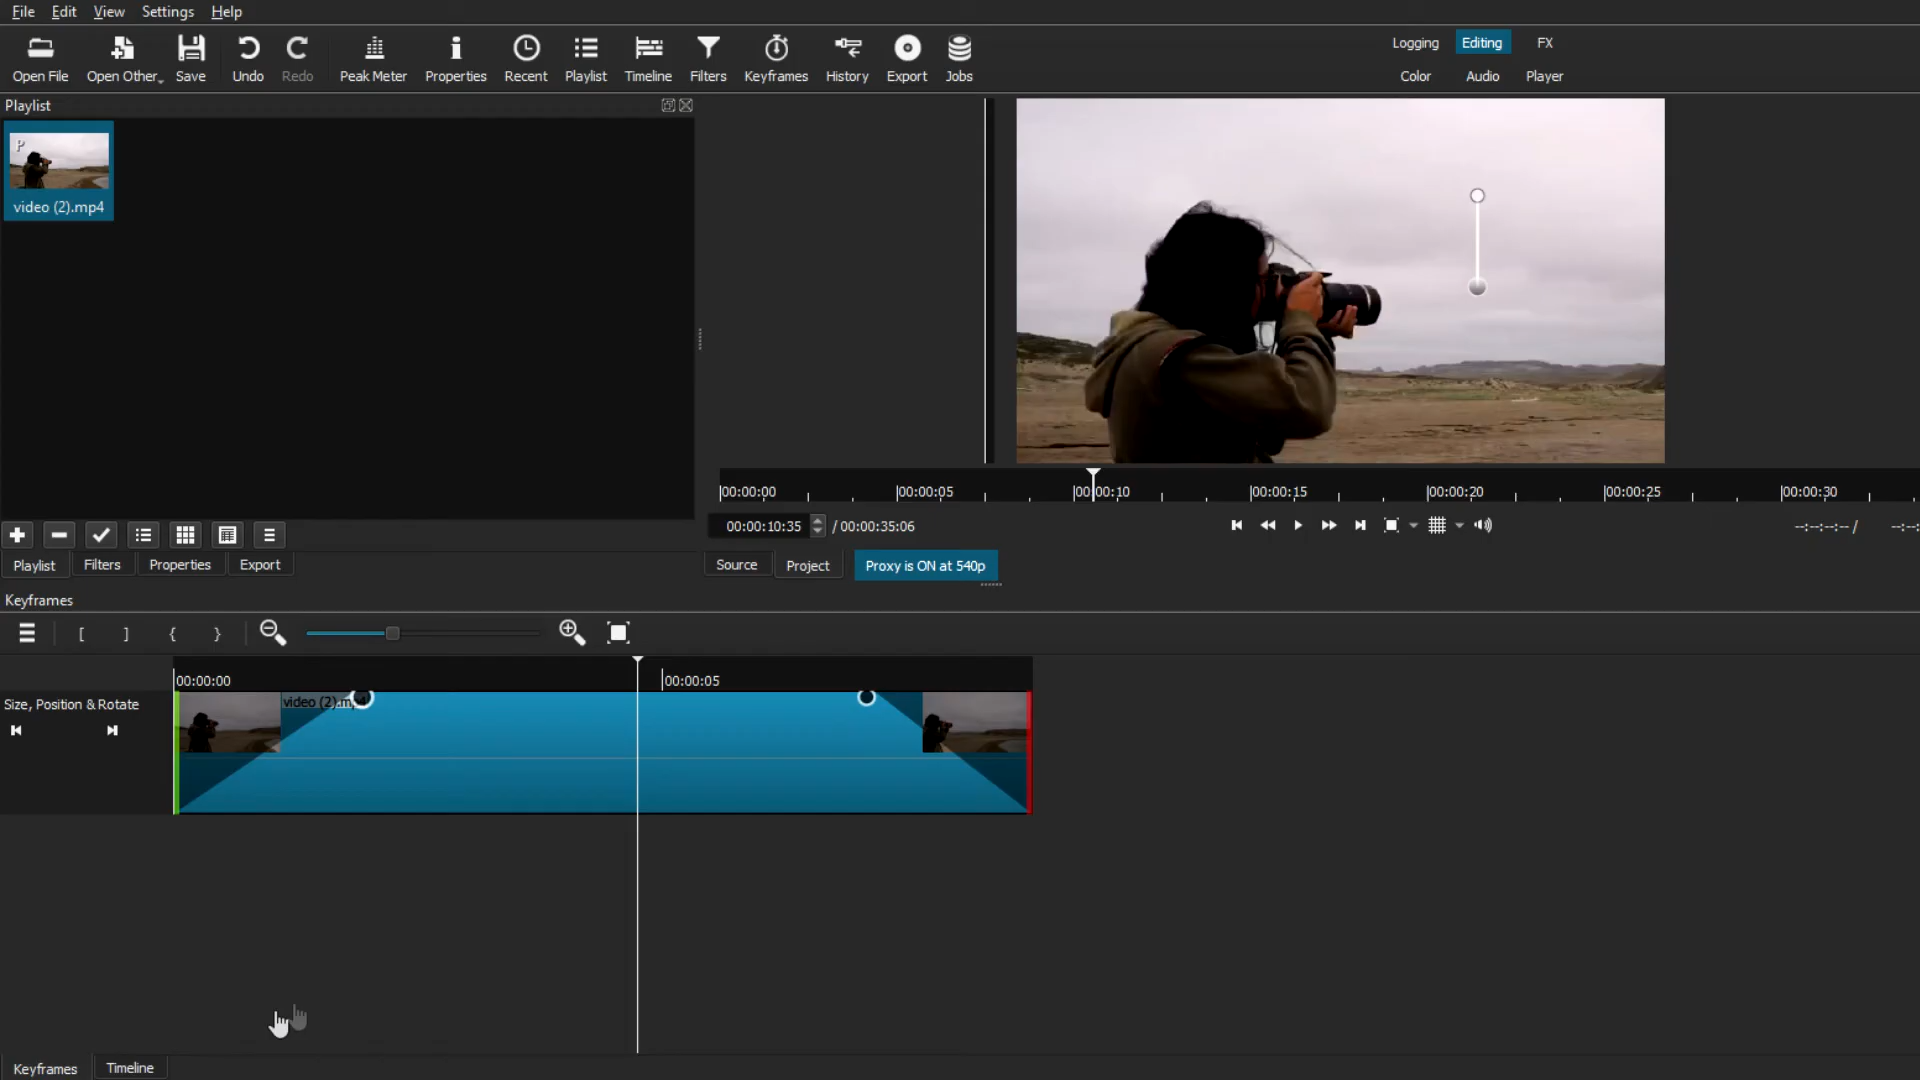 File Edit View Settings Help
Open File Open Other Save Undo Redo Peak Meter Properties Recent Playlist Timeline Filters Keyframes History Export Jobs
Logging Editing FX
Color Audio Player
Playlist
P
video (2).mp4
|00:00:00 |00:00:05 |00:00:10 |00:00:15 |00:00:20 |00:00:25 |00:00:30
00:00:10:35 / 00:00:35:06
--:--:--:-- /
Playlist Filters Properties Export
Source Project Proxy is ON at 540p
Keyframes
[ ] { }
00:00:00 00:00:05
Size, Position & Rotate
video (2).mp4
Keyframes Timeline